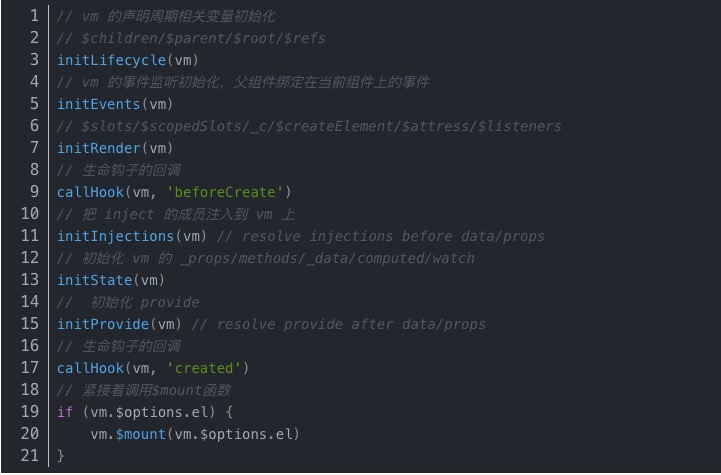 1 // vm 的声明周期相关变量初始化
2 // $children/$parent/$root/$refs
3 initLifecycle(vm)
4 // vm 的事件监听初始化，父组件绑定在当前组件上的事件
5 initEvents(vm)
6 // $slots/$scopedSlots/_c/$createElement/$attress/$listeners
7 initRender(vm)
8 // 生命钩子的回调
9 callHook(vm, 'beforeCreate')
10 // 把 inject 的成员注入到 vm 上
11 initInjections(vm) // resolve injections before data/props
12 // 初始化 vm 的 _props/methods/_data/computed/watch
13 initState(vm)
14 //  初始化 provide
15 initProvide(vm) // resolve provide after data/props
16 // 生命钩子的回调
17 callHook(vm, 'created')
18 // 紧接着调用$mount函数
19 if (vm.$options.el) {
20     vm.$mount(vm.$options.el)
21 }